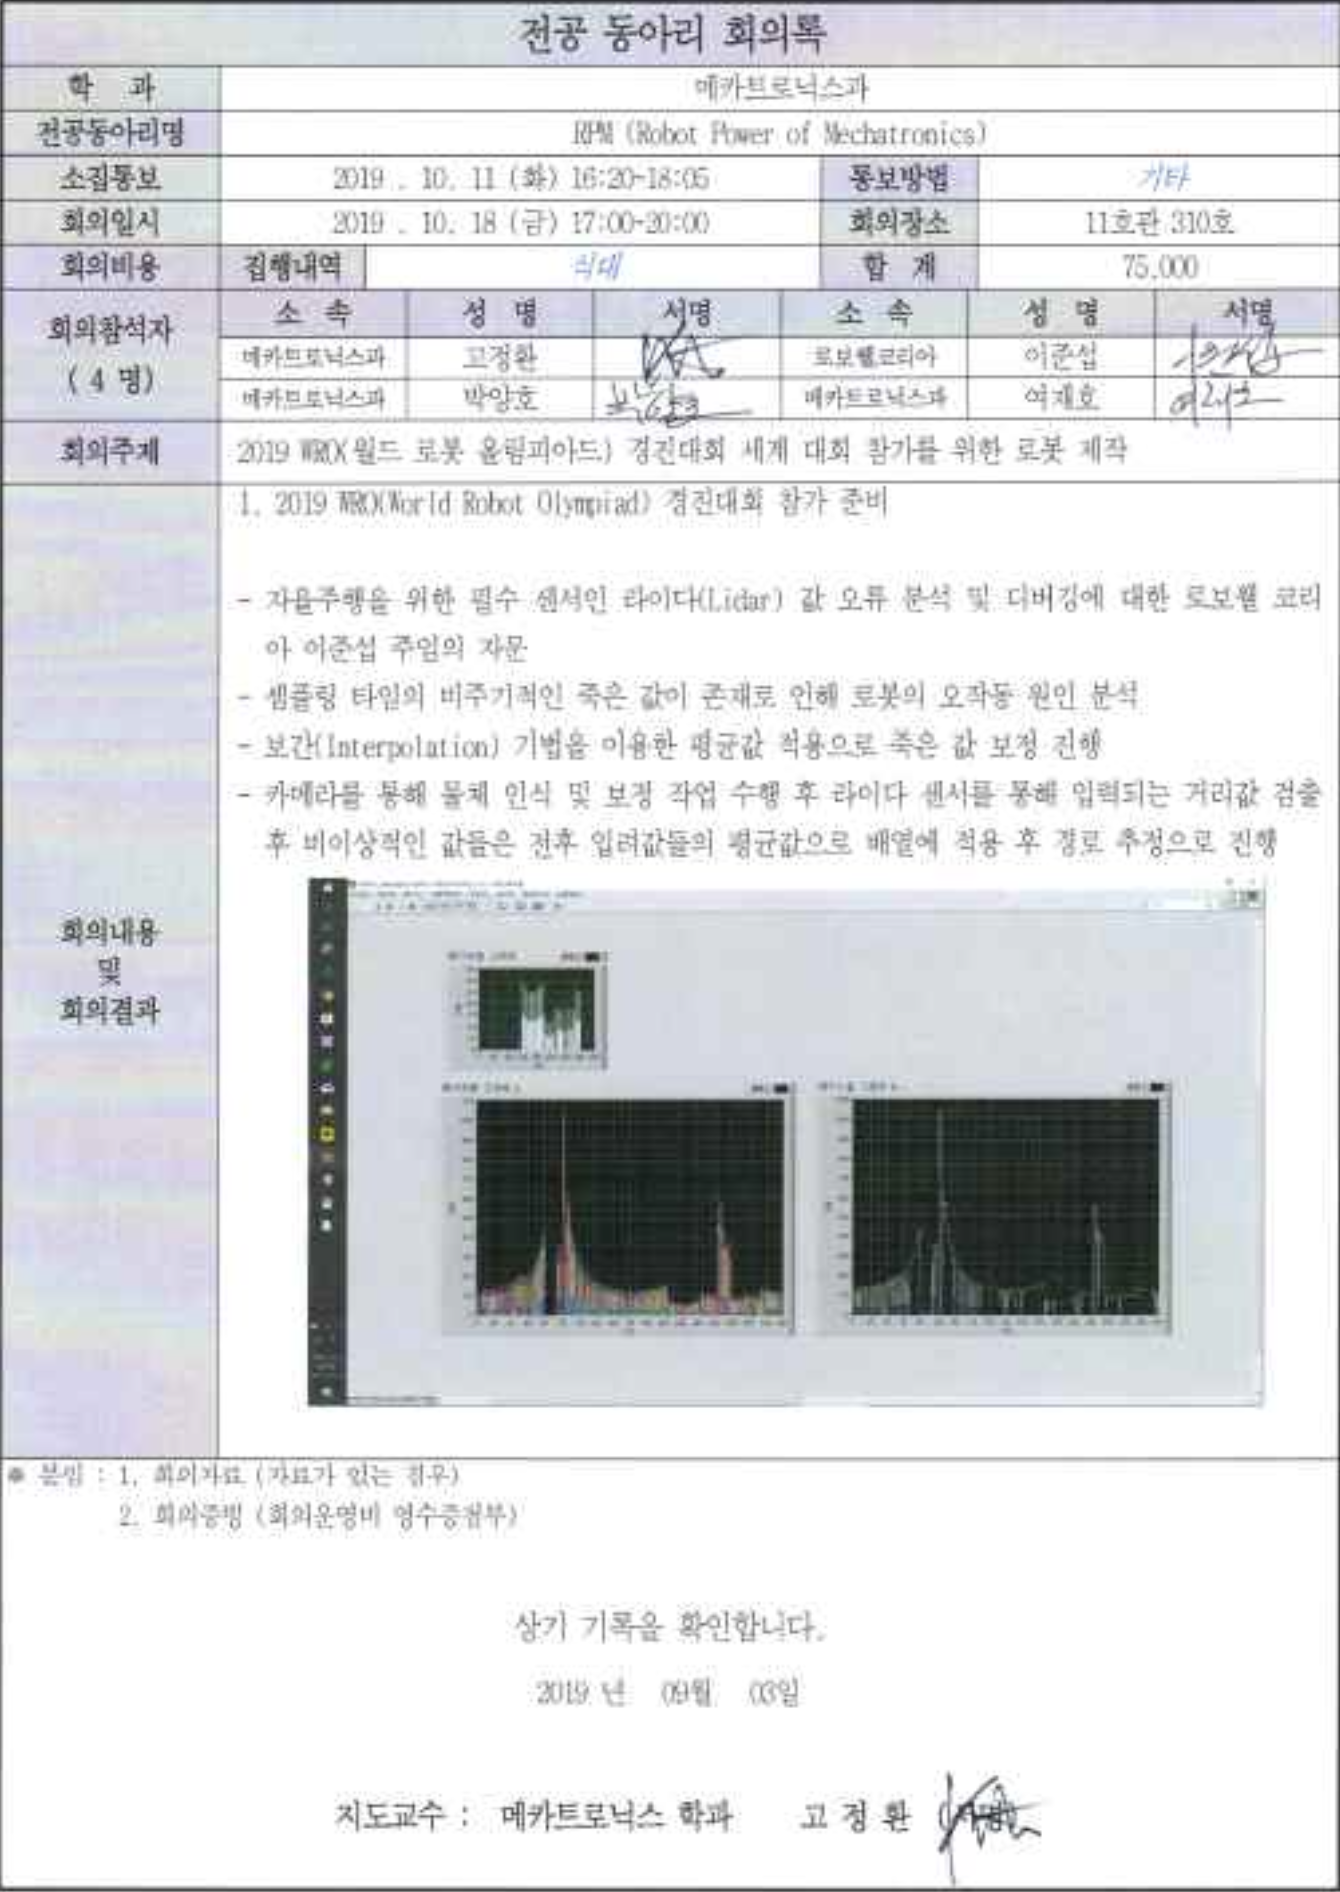 전공 동아리 회의록
학 과 메카트로닉스과
전공동아리명 RPM (Robot Power of Mechatronics)
소집통보 2019 . 10. 11 (화) 16:20-18:05 통보방법 기타
회의일시 2019 . 10. 18 (금) 17:00-20:00 회의장소 11호관 310호
회의비용 집행내역 식대 합 계 75,000
회의참석자 (4 명)
소 속 성 명 서명 소 속 성 명 서명
메카트로닉스과 고정환 로보웰코리아 이준섭 이준섭
메카트로닉스과 박양호 박양호 메카트로닉스과 여재호 여재호
회의주제 2019 WRO(월드 로봇 올림피아드) 경진대회 세계 대회 참가를 위한 로봇 제작
회의내용 및 회의결과
1. 2019 WRO(World Robot Olympiad) 경진대회 참가 준비
- 자율주행을 위한 필수 센서인 라이다(Lidar) 값 오류 분석 및 디버깅에 대한 로보웰 코리
아 이준섭 주임의 자문
- 샘플링 타임의 비주기적인 죽은 값이 존재로 인해 로봇의 오작동 원인 분석
- 보간(Interpolation) 기법을 이용한 평균값 적용으로 죽은 값 보정 진행
- 카메라를 통해 물체 인식 및 보정 작업 수행 후 라이다 센서를 통해 입력되는 거리값 검출
후 비이상적인 값들은 전후 입력값들의 평균값으로 배열에 적용 후 경로 추정으로 진행
※ 붙임 : 1. 회의자료 (자료가 있는 경우)
2. 회의증빙 (회의운영비 영수증첨부)
상기 기록을 확인합니다.
2019 년 09월 03일
지도교수 : 메카트로닉스 학과 고 정 환